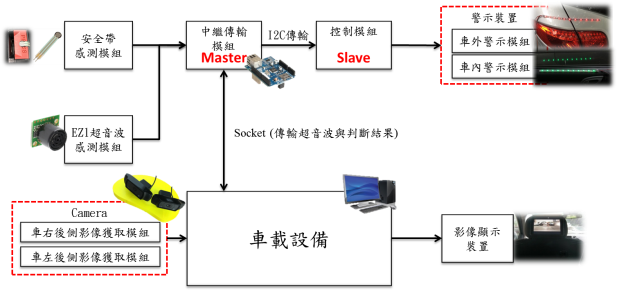 安全帶
感測模組
中繼傳輸
模組
Master
I2C傳輸
控制模組
Slave
警示裝置
車外警示模組
車內警示模組
EZ1超音波
感測模組
Socket (傳輸超音波與判斷結果)
Camera
車右後側影像獲取模組
車左後側影像獲取模組
車載設備
影像顯示
裝置